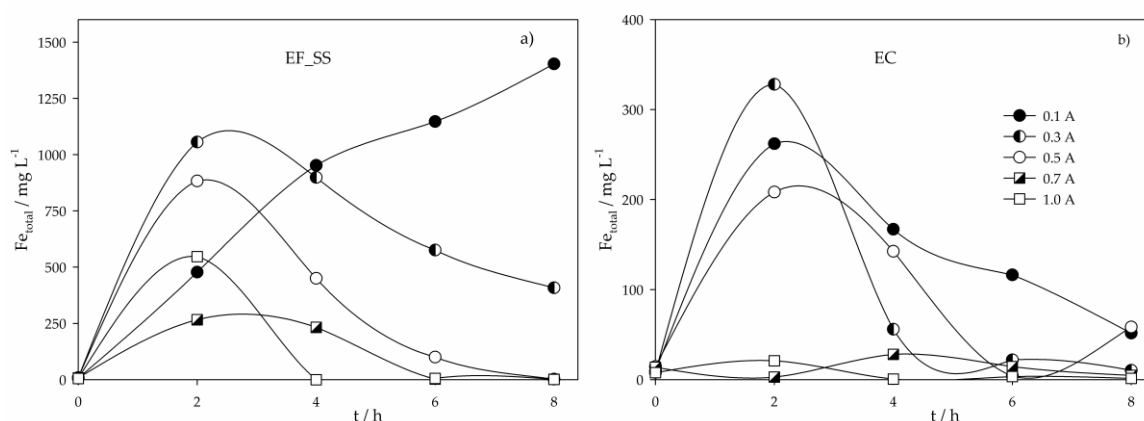 a)
EF_SS
1500
1250
1000
750
500
250
0
Fe_total / mg L^-1
0 2 4 6 8
t / h
b)
EC
400
300
200
100
0
Fe_total / mg L^-1
0.1 A
0.3 A
0.5 A
0.7 A
1.0 A
0 2 4 6 8
t / h